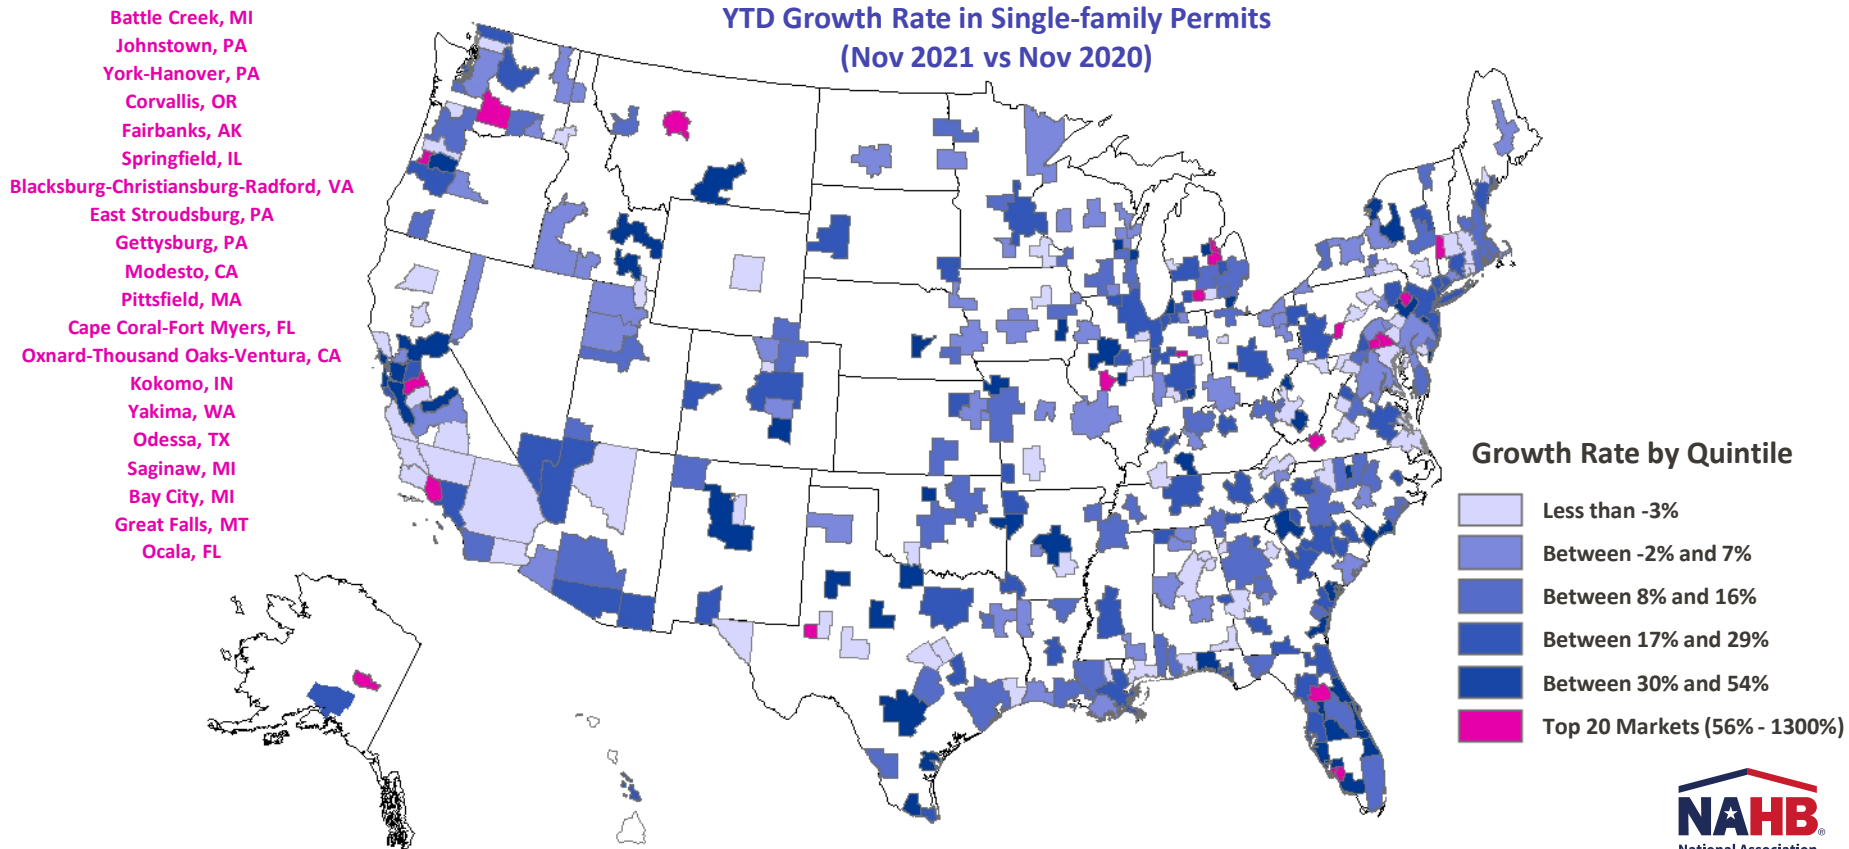 YTD Growth Rate in Single-family Permits
(Nov 2021 vs Nov 2020)
Battle Creek, MI
Johnstown, PA
York-Hanover, PA
Corvallis, OR
Fairbanks, AK
Springfield, IL
Blacksburg-Christiansburg-Radford, VA
East Stroudsburg, PA
Gettysburg, PA
Modesto, CA
Pittsfield, MA
Cape Coral-Fort Myers, FL
Oxnard-Thousand Oaks-Ventura, CA
Kokomo, IN
Yakima, WA
Odessa, TX
Saginaw, MI
Bay City, MI
Great Falls, MT
Ocala, FL
Growth Rate by Quintile
Less than -3%
Between -2% and 7%
Between 8% and 16%
Between 17% and 29%
Between 30% and 54%
Top 20 Markets (56% - 1300%)
NAHB®
National Association